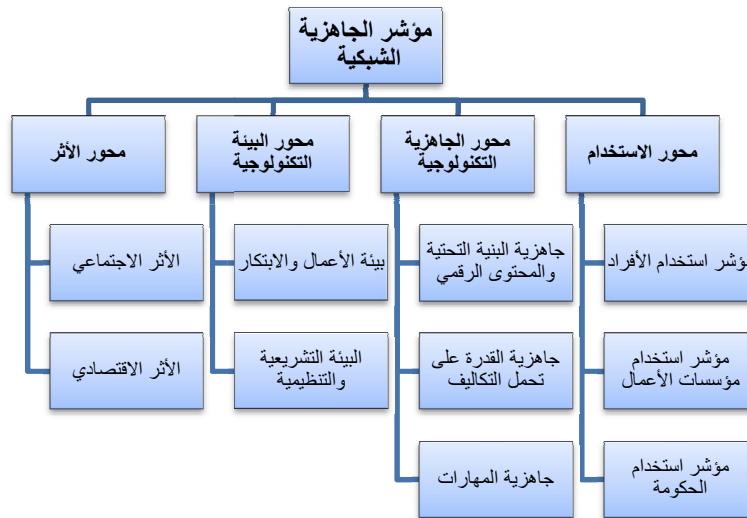 مؤشر الجاهزية
الشبكية
محور الاستخدام
محور الجاهزية
التكنولوجية
محور البيئة
التكنولوجية
محور الأثر
مؤشر استخدام الأفراد
مؤشر استخدام
مؤسسات الأعمال
مؤشر استخدام
الحكومة
جاهزية البنية التحتية
والمحتوى الرقمي
جاهزية القدرة على
تحمل التكاليف
جاهزية المهارات
بيئة الأعمال والابتكار
البيئة التشريعية
والتنظيمية
الأثر الاجتماعي
الأثر الاقتصادي